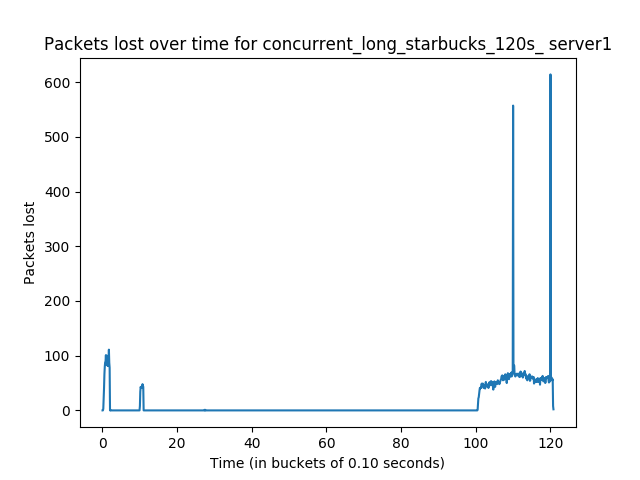 Packets lost over time for concurrent_long_starbucks_120s_ server1
600
500
400
300
200
100
0
Packets lost
0 20 40 60 80 100 120
Time (in buckets of 0.10 seconds)